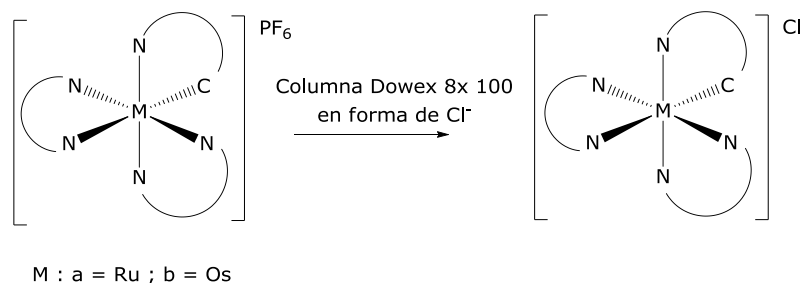 PF6
Cl
N
N
N
C
C
N
M
Columna Dowex 8x 100
M
en forma de Cl-
N
N
N
N
N
N
M : a = Ru ; b = Os